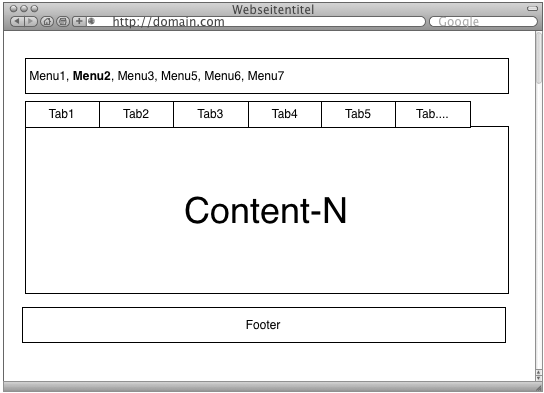 Webseitentitel
http://domain.com Google
Menu1, Menu2, Menu3, Menu5, Menu6, Menu7
Tab1 Tab2 Tab3 Tab4 Tab5 Tab....
Content-N
Footer